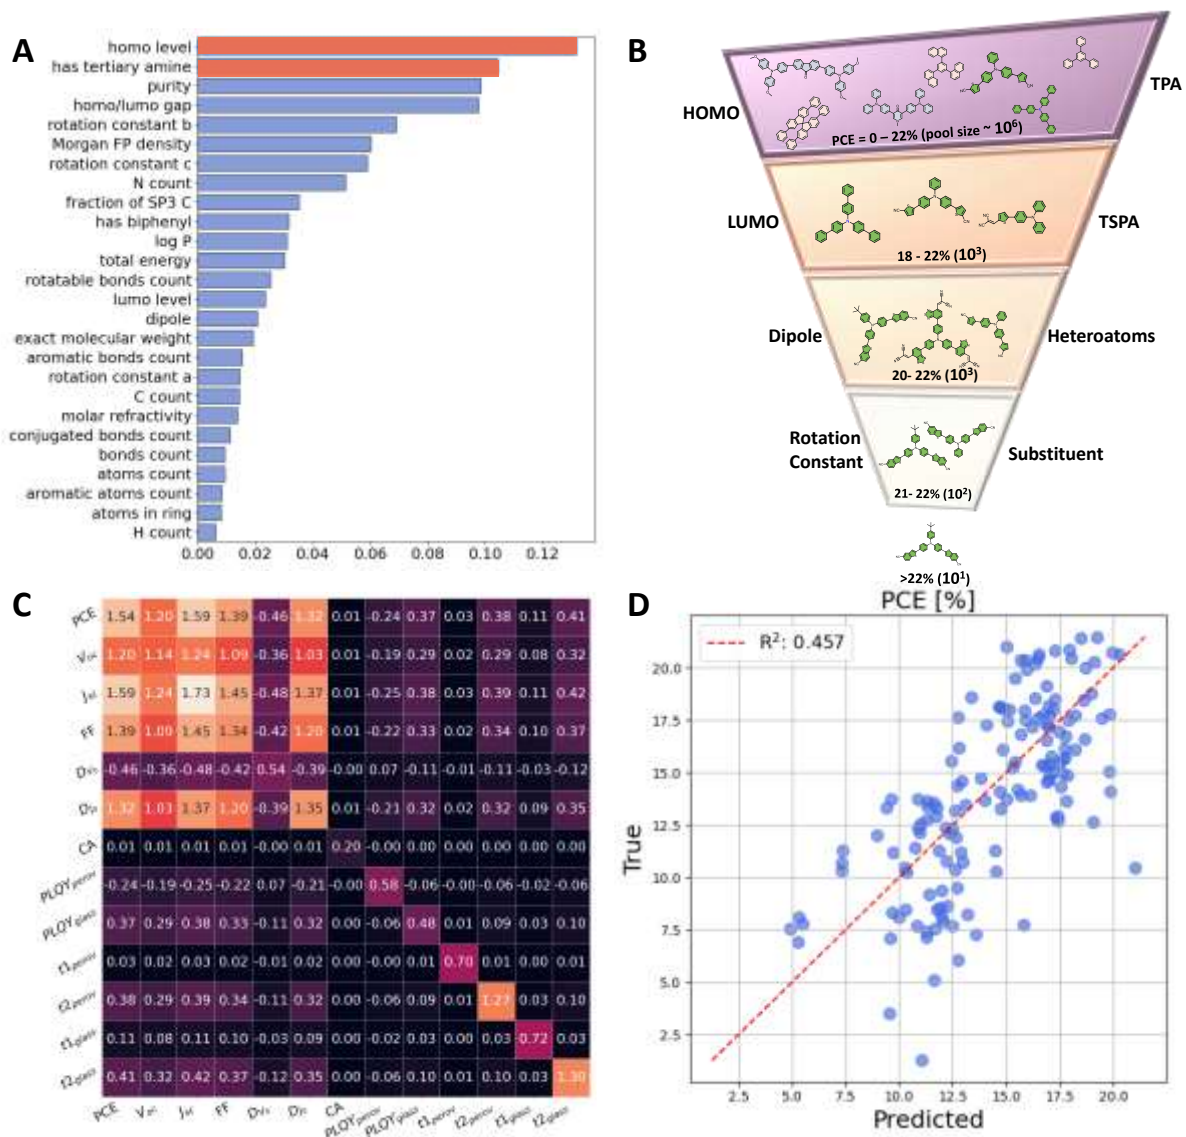 A
homo level
has tertiary amine
purity
homo/lumo gap
rotation constant b
Morgan FP density
rotation constant c
N count
fraction of SP3 C
has biphenyl
log P
total energy
rotatable bonds count
lumo level
dipole
exact molecular weight
aromatic bonds count
rotation constant a
C count
molar refractivity
conjugated bonds count
bonds count
atoms count
aromatic atoms count
atoms in ring
H count
0.00 0.02 0.04 0.06 0.08 0.10 0.12
B
HOMO
TPA
PCE = 0 – 22% (pool size ~ 10⁶)
LUMO
TSPA
18 - 22% (10³)
Dipole
Heteroatoms
20- 22% (10³)
Rotation
Constant
Substituent
21- 22% (10²)
>22% (10¹)
C
PCE 1.54 1.20 1.59 1.39 -0.46 1.32 0.01 -0.24 0.37 0.03 0.38 0.11 0.41
1.20 1.14 1.24 1.09 -0.36 1.03 0.01 -0.19 0.29 0.02 0.29 0.08 0.32
1.59 1.24 1.73 1.45 -0.48 1.37 0.01 -0.25 0.38 0.03 0.39 0.11 0.42
FF 1.39 1.09 1.45 1.34 -0.42 1.20 0.01 -0.22 0.33 0.02 0.34 0.10 0.37
-0.46 -0.36 -0.48 -0.42 0.54 -0.39 -0.00 0.07 -0.11 -0.01 -0.11 -0.03 -0.12
1.32 1.03 1.37 1.20 -0.39 1.35 0.01 -0.21 0.32 0.02 0.32 0.09 0.35
CA 0.01 0.01 0.01 0.01 -0.00 0.01 0.20 -0.00 0.00 0.00 0.00 0.00 0.00
PLQY perov -0.24 -0.19 -0.25 -0.22 0.07 -0.21 -0.00 0.58 -0.06 -0.00 -0.06 -0.02 -0.06
PLQY glass 0.37 0.29 0.38 0.33 -0.11 0.32 0.00 -0.06 0.48 0.01 0.09 0.03 0.10
t1 perov 0.03 0.02 0.03 0.02 -0.01 0.02 0.00 -0.00 0.01 0.70 0.01 0.00 0.01
t2 perov 0.38 0.29 0.39 0.34 -0.11 0.32 0.00 -0.06 0.09 0.01 1.27 0.03 0.10
t1 glass 0.11 0.08 0.11 0.10 -0.03 0.09 0.00 -0.02 0.03 0.00 0.03 0.72 0.03
t2 glass 0.41 0.32 0.42 0.37 -0.12 0.35 0.00 -0.06 0.10 0.01 0.10 0.03 1.30
PCE FF CA PLQY perov PLQY glass t1 perov t2 perov t1 glass t2 glass
D
PCE [%]
R²: 0.457
True
20.0
17.5
15.0
12.5
10.0
7.5
5.0
2.5
2.5 5.0 7.5 10.0 12.5 15.0 17.5 20.0
Predicted